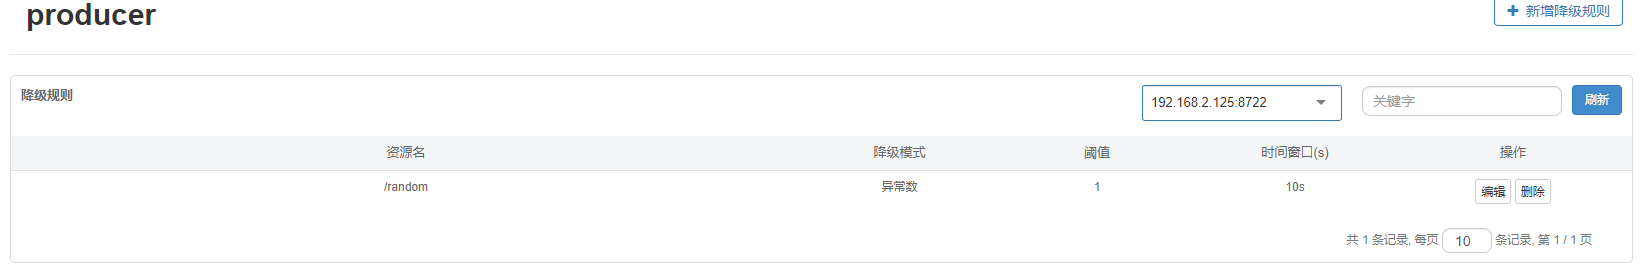 producer
新增降级规则
降级规则
192.168.2.125:8722
关键字
刷新
资源名 降级模式 阈值 时间窗口(s) 操作
/random 异常数 1 10s 编辑 删除
共 1 条记录, 每页 10 条记录, 第 1 / 1 页